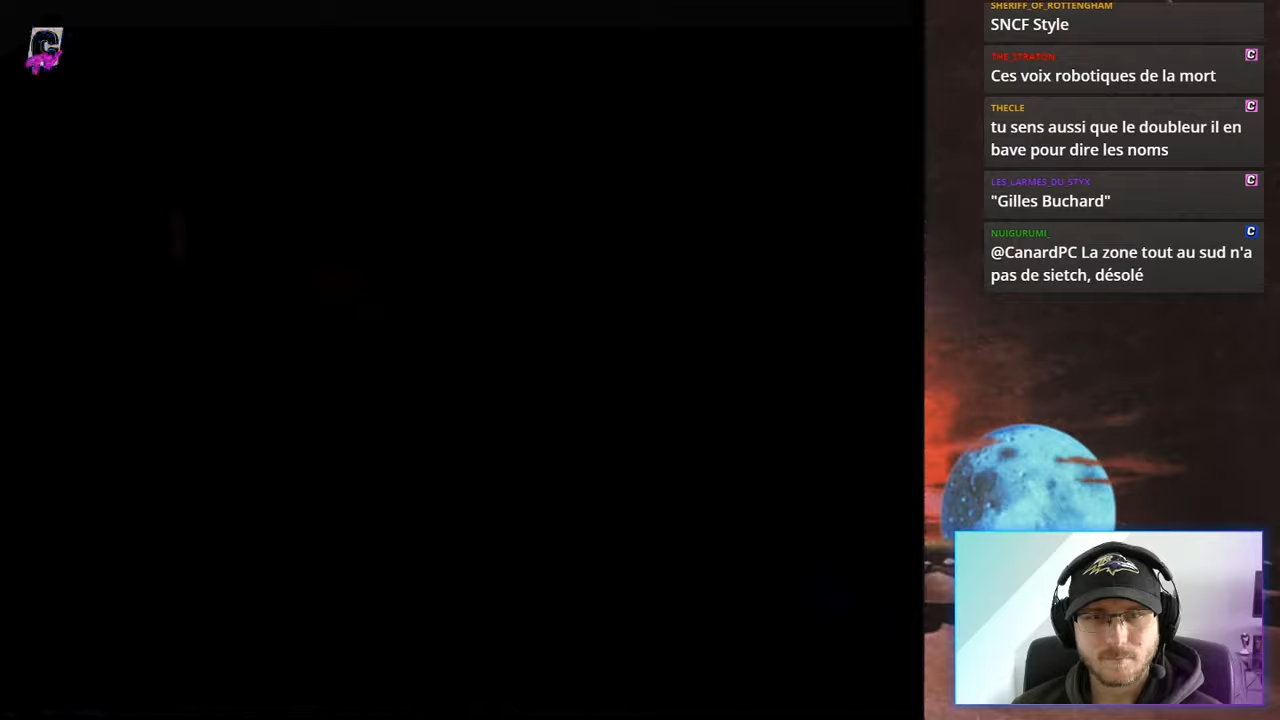 SHERIFF_OF_ROTTENGHAM
SNCF Style
THE_STRATON
Ces voix robotiques de la mort
THECLE
tu sens aussi que le doubleur il en
bave pour dire les noms
LES_LARMES_DU_STYX
"Gilles Buchard"
NUIGURUMI_
@CanardPC La zone tout au sud n'a
pas de sietch, désolé